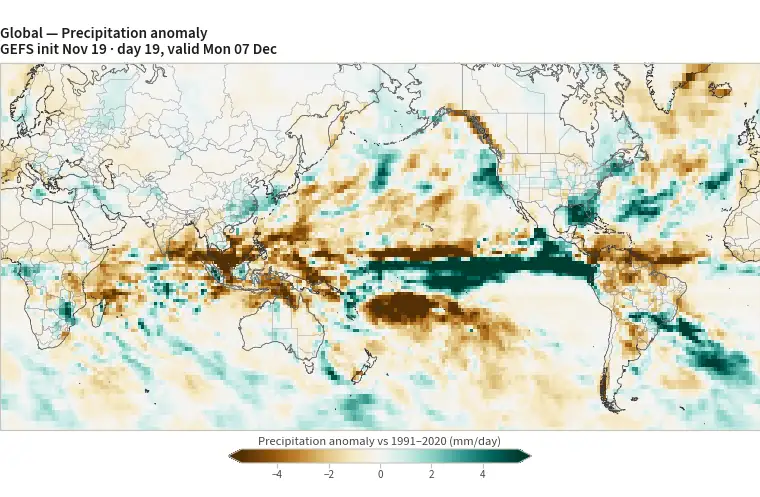 Global — Precipitation anomaly
GEFS init Nov 19 · day 19, valid Mon 07 Dec
Precipitation anomaly vs 1991–2020 (mm/day)
−4 −2 0 2 4